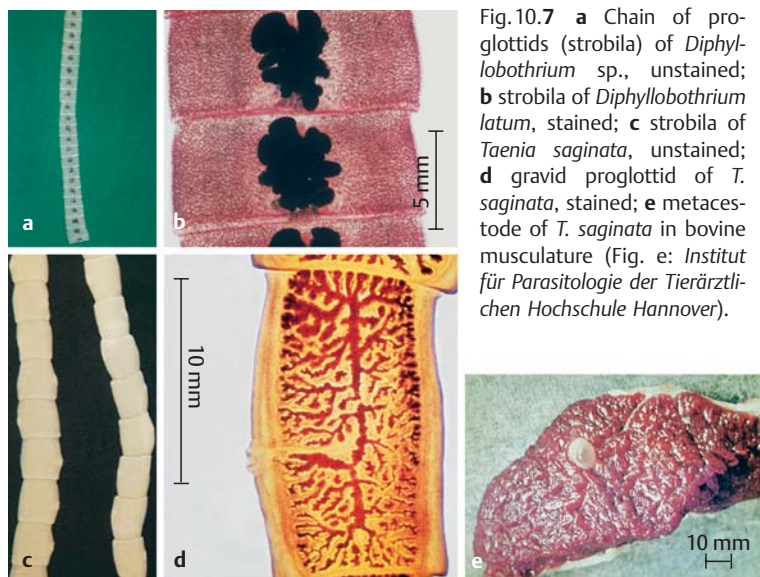 Fig. 10.7 a Chain of pro-
glottids (strobila) of Diphyl-
lobothrium sp., unstained;
b strobila of Diphyllobothrium
latum, stained; c strobila of
Taenia saginata, unstained;
d gravid proglottid of T.
saginata, stained; e metaces-
tode of T. saginata in bovine
musculature (Fig. e: Institut
für Parasitologie der Tierärztli-
chen Hochschule Hannover).
a
b
5 mm
c
10 mm
d
e
10 mm